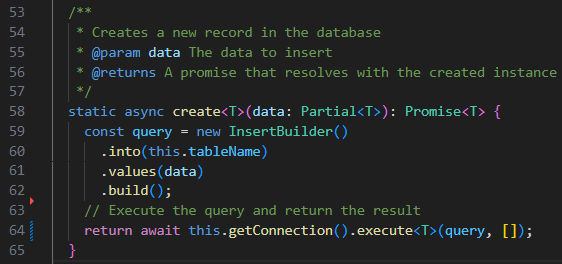 53 /**
54  * Creates a new record in the database
55  * @param data The data to insert
56  * @returns A promise that resolves with the created instance
57  */
58 static async create<T>(data: Partial<T>): Promise<T> {
59   const query = new InsertBuilder()
60     .into(this.tableName)
61     .values(data)
62     .build();
63   // Execute the query and return the result
64   return await this.getConnection().execute<T>(query, []);
65 }